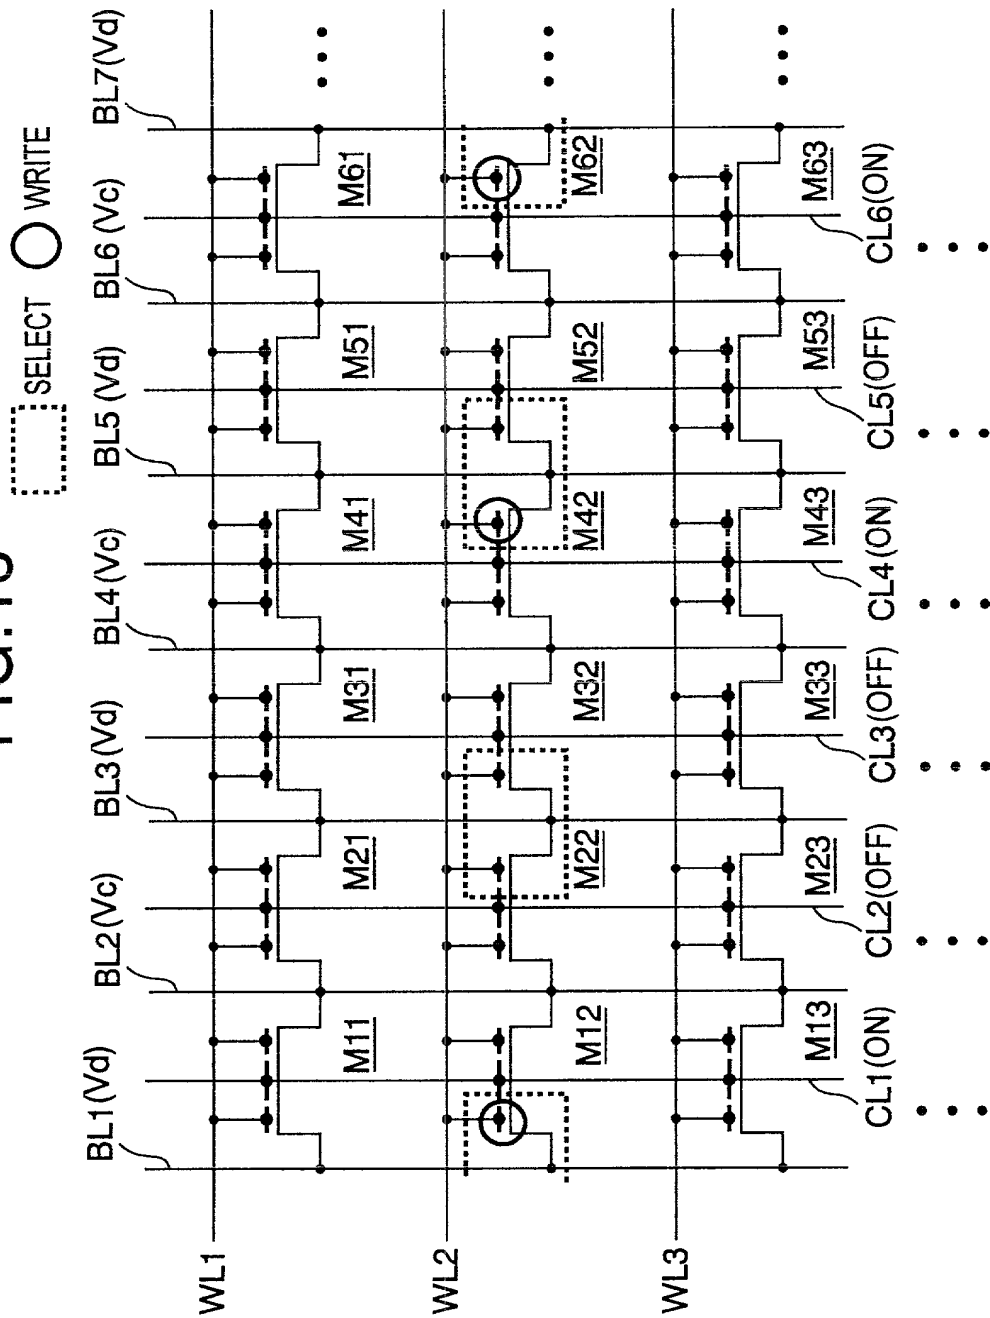 SELECT WRITE
BL1(Vd) BL2(Vc) BL3(Vd) BL4(Vc) BL5(Vd) BL6(Vc) BL7(Vd)
WL1
M11 M21 M31 M41 M51 M61
WL2
M12 M22 M32 M42 M52 M62
WL3
M13 M23 M33 M43 M53 M63
CL1(ON) CL2(OFF) CL3(OFF) CL4(ON) CL5(OFF) CL6(ON)